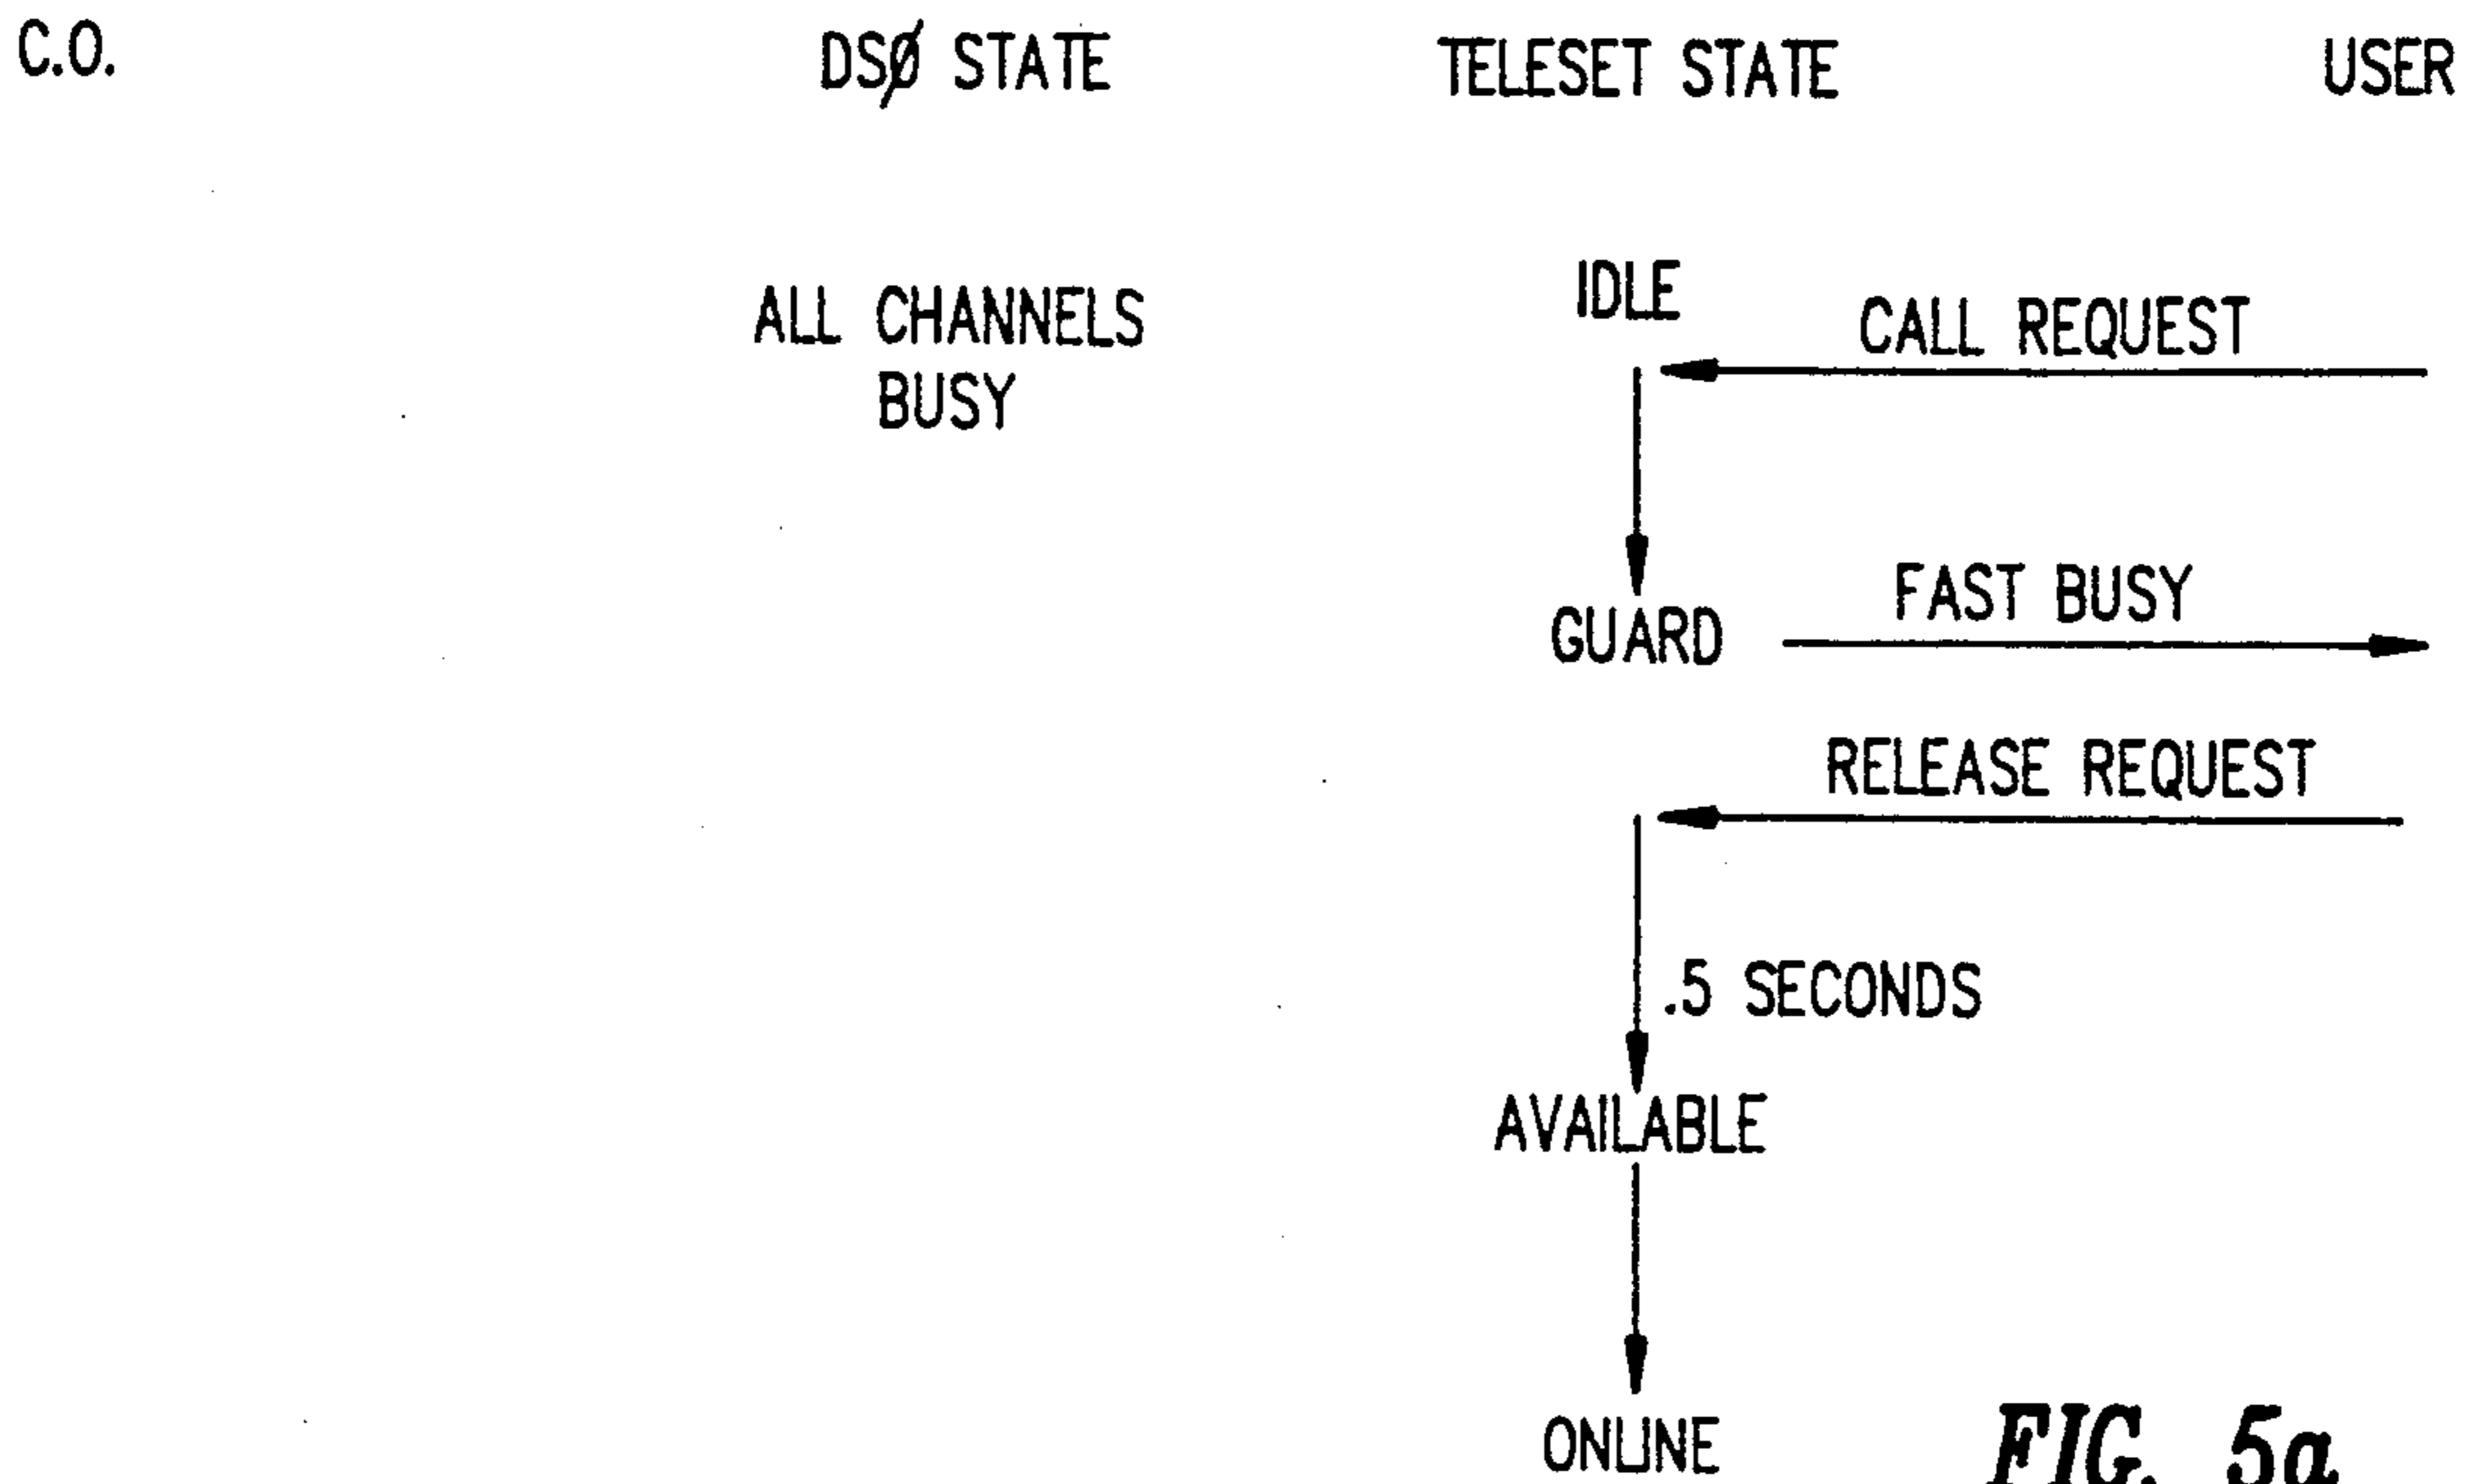 C.O. DSØ STATE TELESET STATE USER
IDLE
ALL CHANNELS
BUSY
CALL REQUEST
FAST BUSY
GUARD
RELEASE REQUEST
.5 SECONDS
AVAILABLE
ONLINE
FIG. 5a